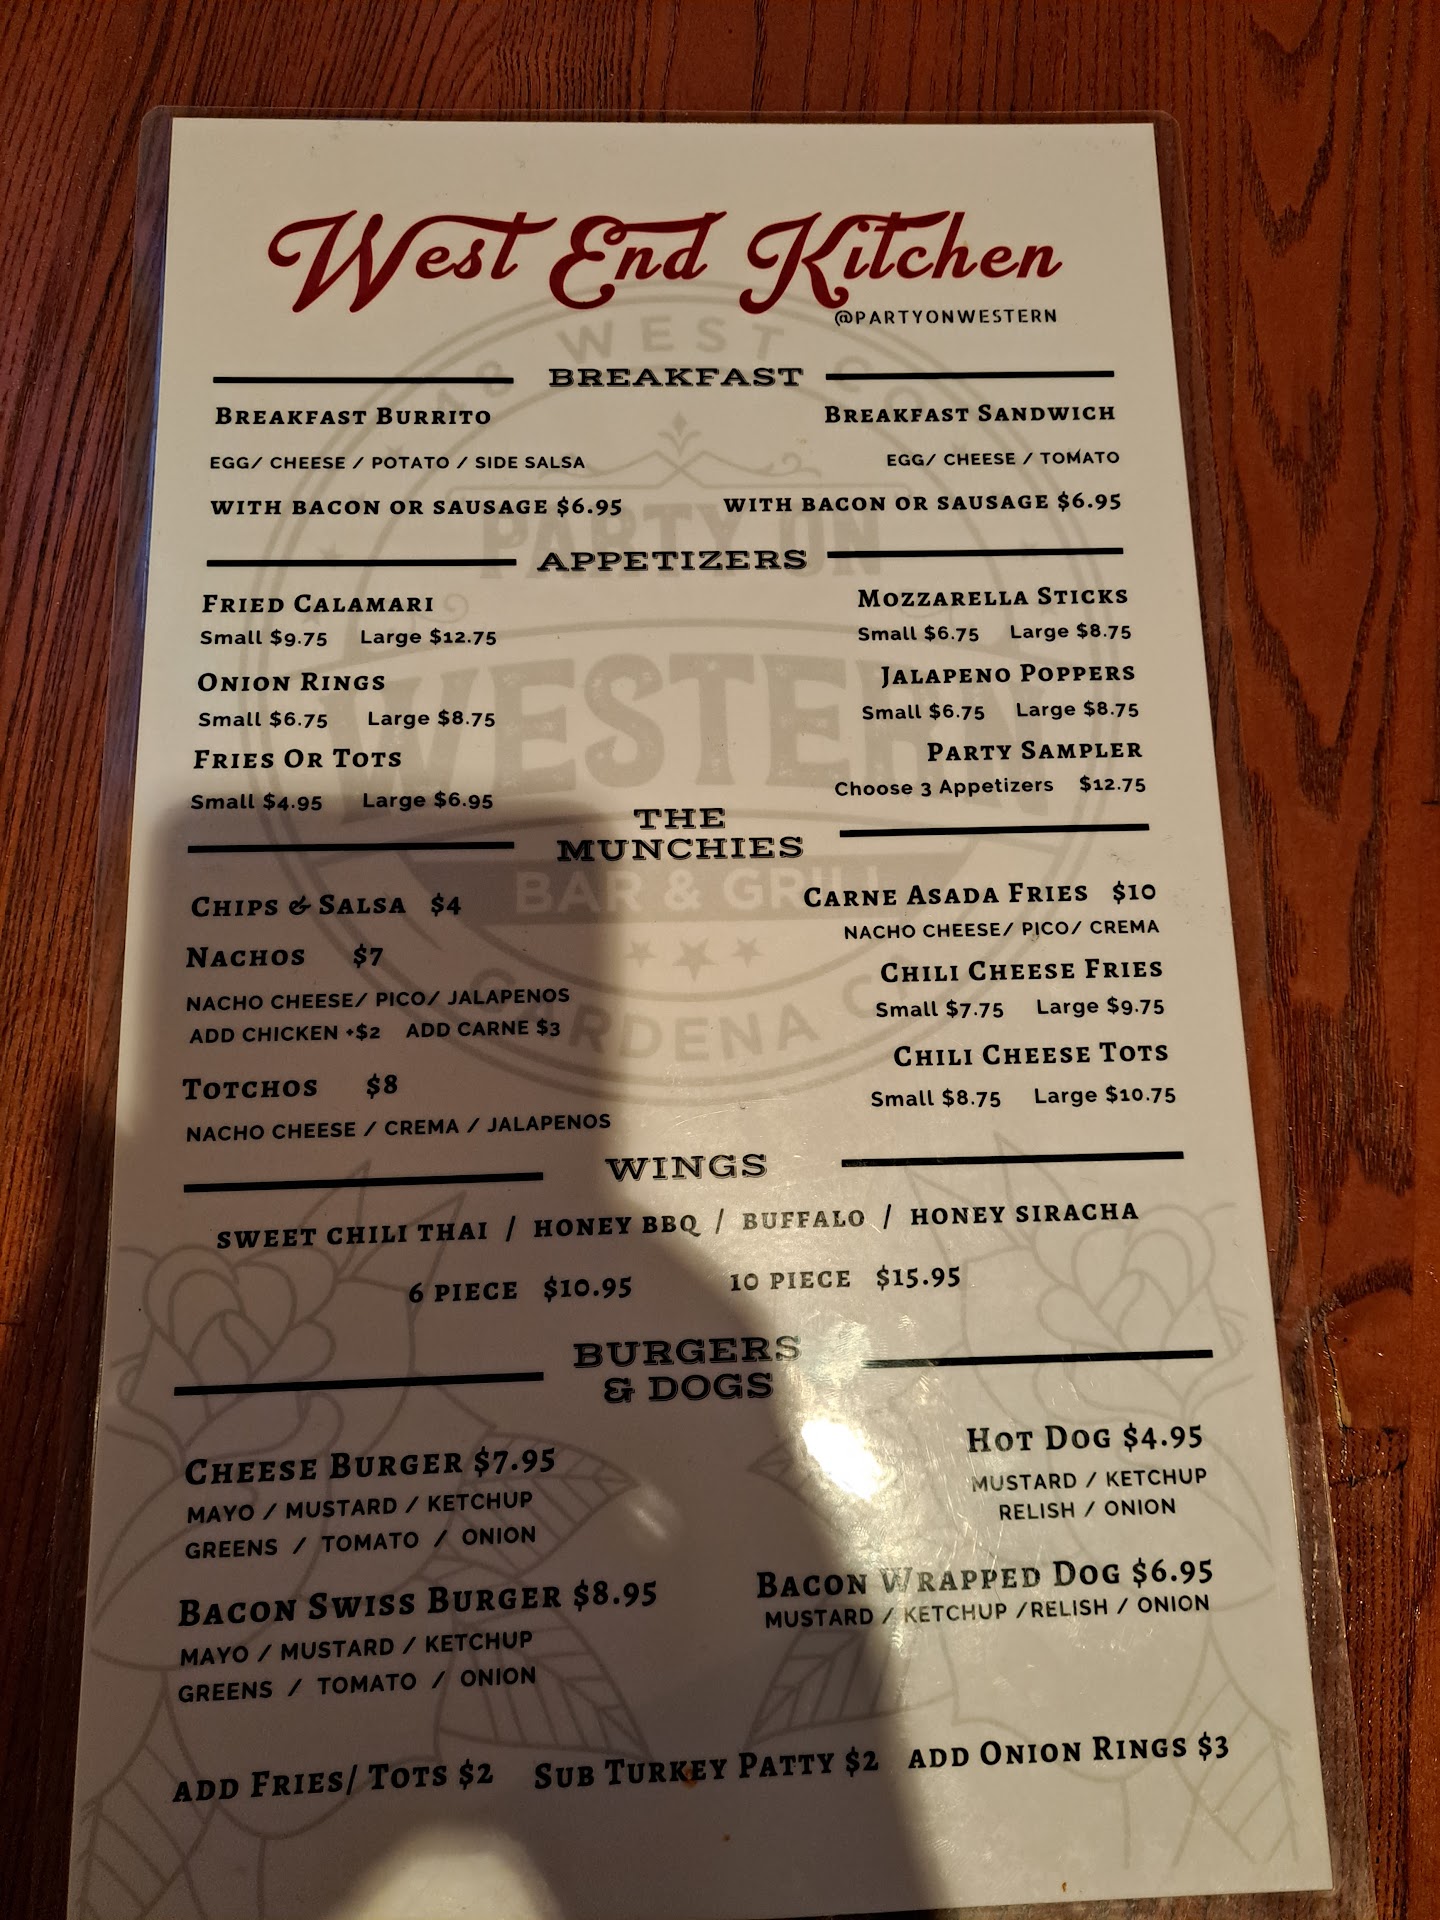 West End Kitchen
@PARTYONWESTERN
BREAKFAST
BREAKFAST BURRITO
EGG/ CHEESE / POTATO / SIDE SALSA
WITH BACON OR SAUSAGE $6.95
BREAKFAST SANDWICH
EGG/ CHEESE / TOMATO
WITH BACON OR SAUSAGE $6.95
APPETIZERS
FRIED CALAMARI
Small $9.75 Large $12.75
ONION RINGS
Small $6.75 Large $8.75
FRIES OR TOTS
Small $4.95 Large $6.95
MOZZARELLA STICKS
Small $6.75 Large $8.75
JALAPENO POPPERS
Small $6.75 Large $8.75
PARTY SAMPLER
Choose 3 Appetizers $12.75
THE
MUNCHIES
CHIPS & SALSA $4
NACHOS $7
NACHO CHEESE/ PICO/ JALAPENOS
ADD CHICKEN +$2 ADD CARNE $3
TOTCHOS $8
NACHO CHEESE / CREMA / JALAPENOS
CARNE ASADA FRIES $10
NACHO CHEESE/ PICO/ CREMA
CHILI CHEESE FRIES
Small $7.75 Large $9.75
CHILI CHEESE TOTS
Small $8.75 Large $10.75
WINGS
SWEET CHILI THAI / HONEY BBQ / BUFFALO / HONEY SIRACHA
6 PIECE $10.95 10 PIECE $15.95
BURGERS
& DOGS
CHEESE BURGER $7.95
MAYO / MUSTARD / KETCHUP
GREENS / TOMATO / ONION
BACON SWISS BURGER $8.95
MAYO / MUSTARD / KETCHUP
GREENS / TOMATO / ONION
HOT DOG $4.95
MUSTARD / KETCHUP
RELISH / ONION
BACON WRAPPED DOG $6.95
MUSTARD / KETCHUP /RELISH / ONION
ADD FRIES/ TOTS $2 SUB TURKEY PATTY $2 ADD ONION RINGS $3
WEST
PARTY ON
WESTERN
BAR & GRILL